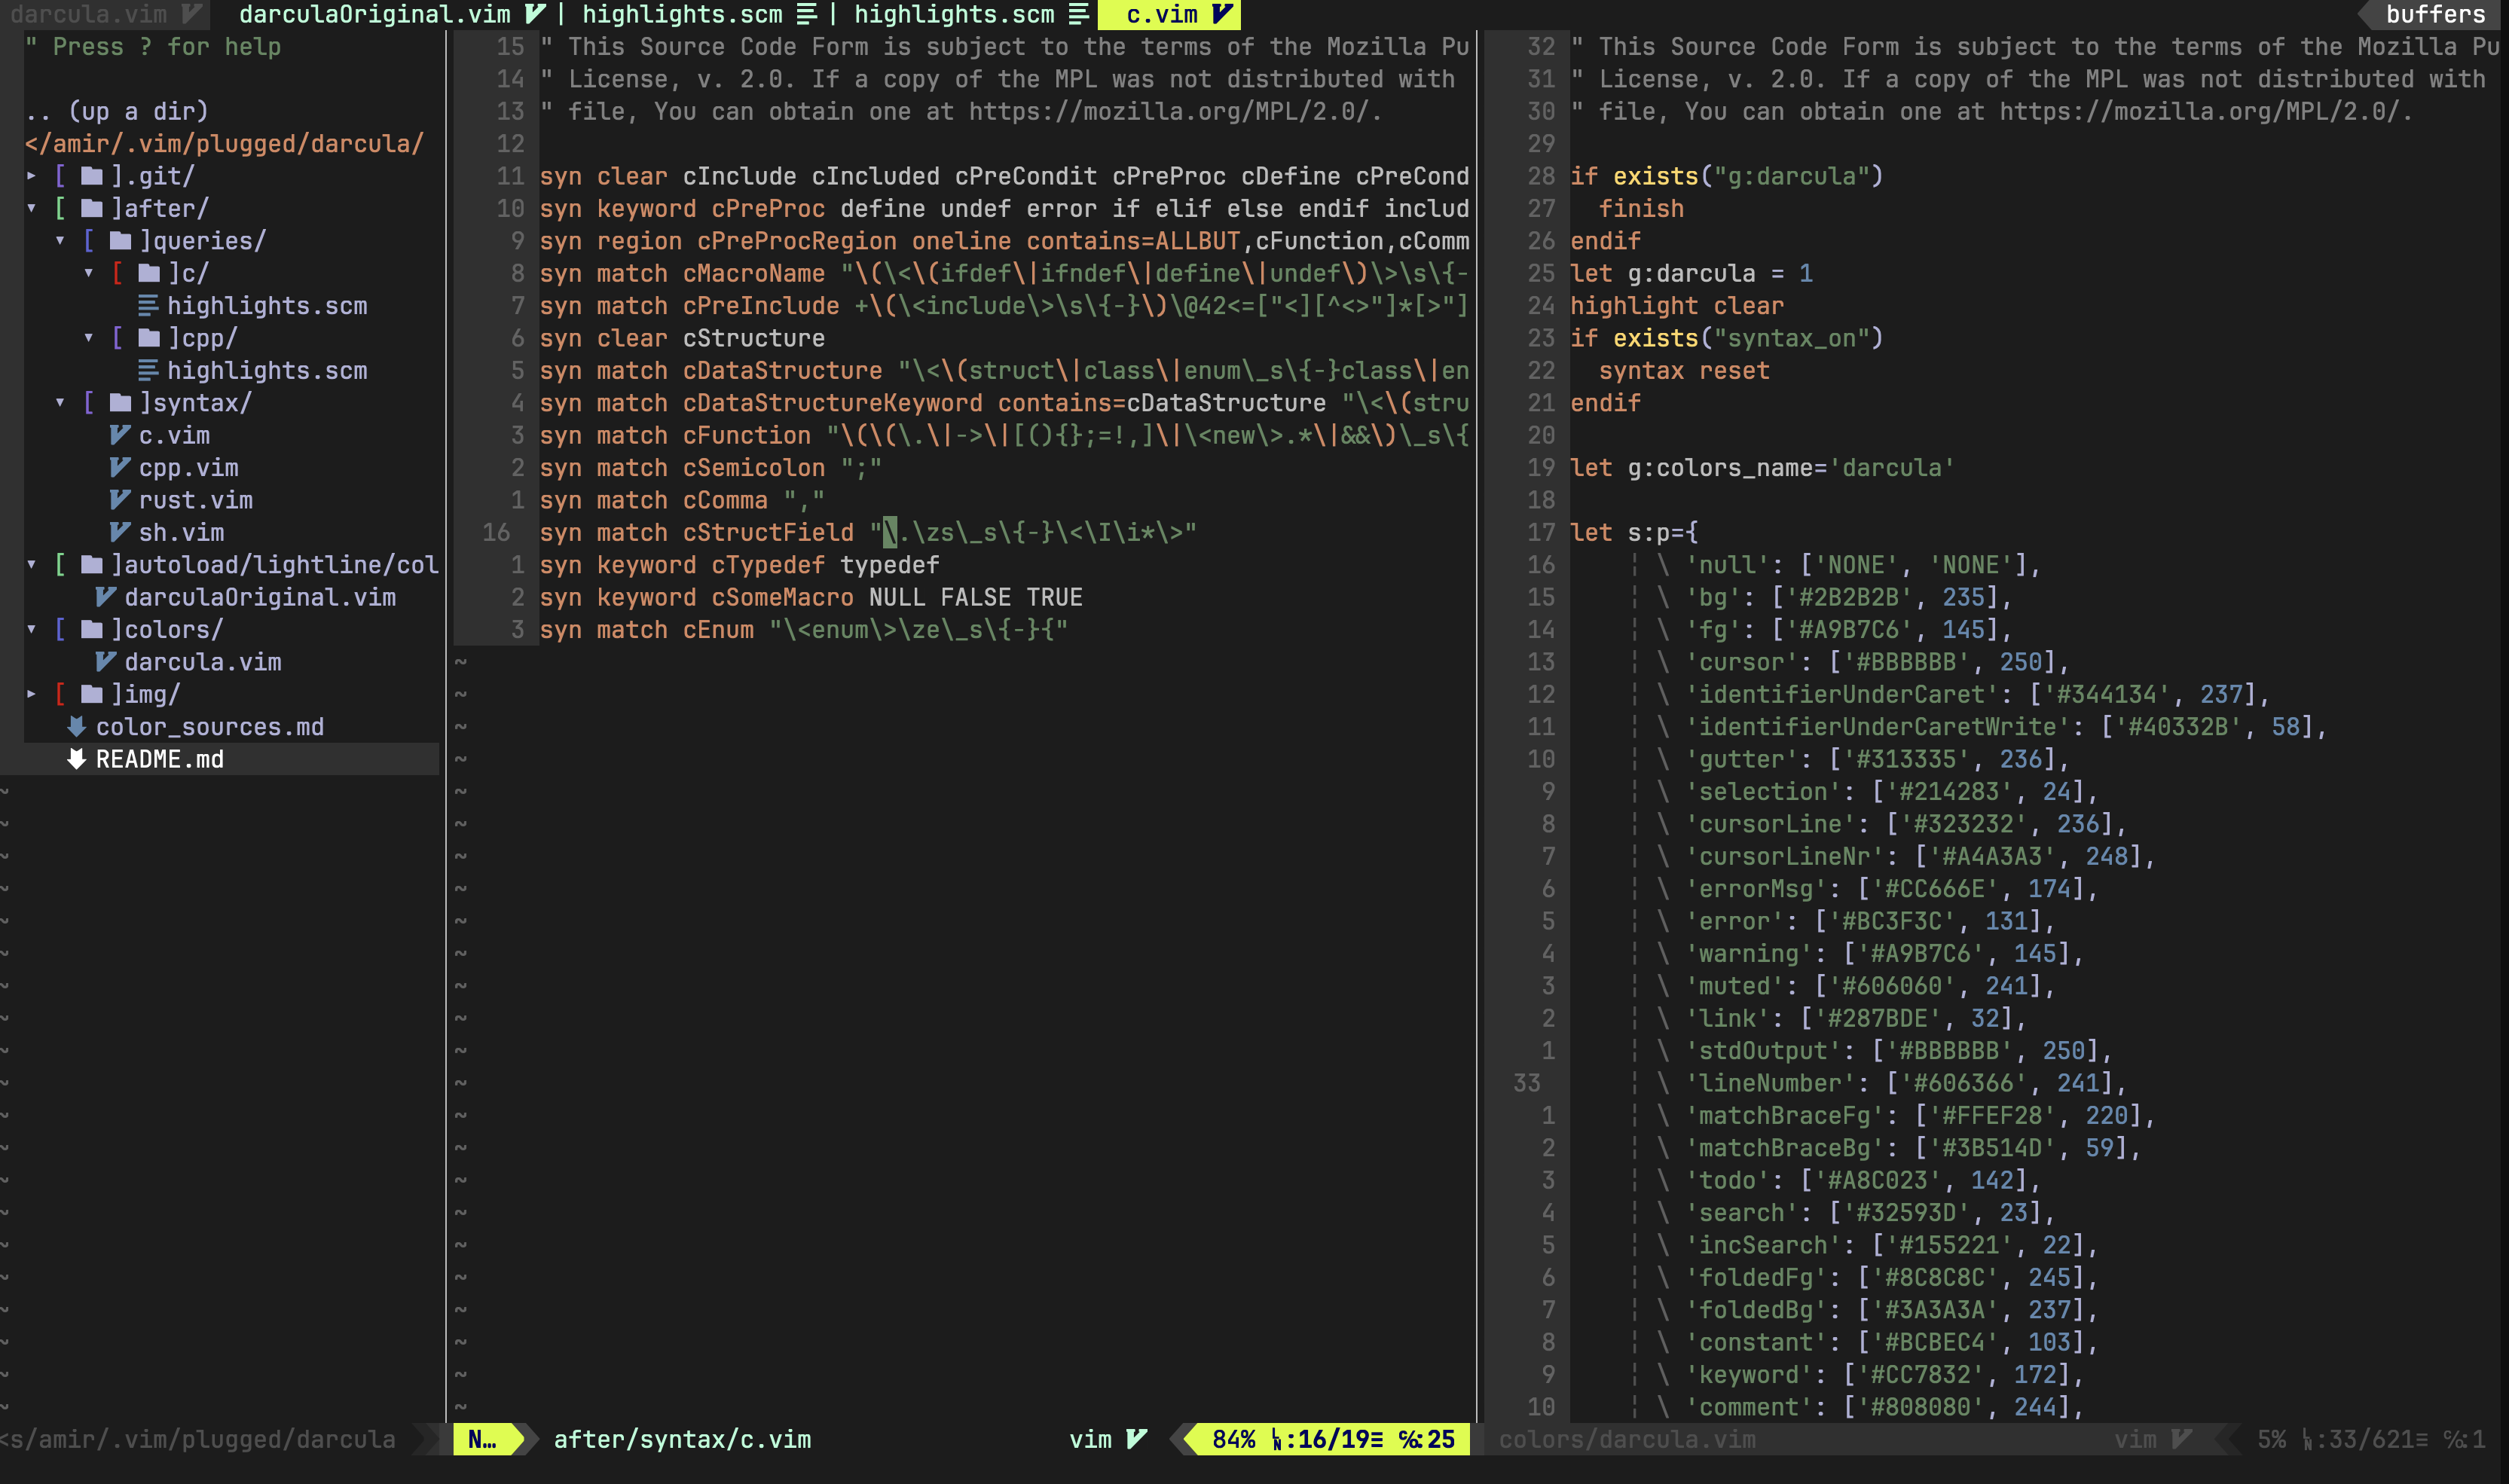 darcula.vim darculaOriginal.vim | highlights.scm | highlights.scm c.vim buffers
" Press ? for help
.. (up a dir)
</amir/.vim/plugged/darcula/
▸ [ ].git/
▾ [ ]after/
▾ [ ]queries/
▾ [ ]c/
highlights.scm
▾ [ ]cpp/
highlights.scm
▾ [ ]syntax/
c.vim
cpp.vim
rust.vim
sh.vim
▾ [ ]autoload/lightline/col
darculaOriginal.vim
▾ [ ]colors/
darcula.vim
▸ [ ]img/
color_sources.md
README.md
<s/amir/.vim/plugged/darcula
15 " This Source Code Form is subject to the terms of the Mozilla Pu
14 " License, v. 2.0. If a copy of the MPL was not distributed with
13 " file, You can obtain one at https://mozilla.org/MPL/2.0/.
12
11 syn clear cInclude cIncluded cPreCondit cPreProc cDefine cPreCond
10 syn keyword cPreProc define undef error if elif else endif includ
9 syn region cPreProcRegion oneline contains=ALLBUT,cFunction,cComm
8 syn match cMacroName "\(\<\(ifdef\|ifndef\|define\|undef\)\>\s\{-
7 syn match cPreInclude +\(\<include\>\s\{-}\)\@42<=["<][^<>"]*[>"]
6 syn clear cStructure
5 syn match cDataStructure "\<\(struct\|class\|enum\_s\{-}class\|en
4 syn match cDataStructureKeyword contains=cDataStructure "\<\(stru
3 syn match cFunction "\(\(\.\|->\|[(){};=!,]\|\<new\>.*\|&&\)\_s\{
2 syn match cSemicolon ";"
1 syn match cComma ","
16 syn match cStructField "\.\zs\_s\{-}\<\I\i*\>"
1 syn keyword cTypedef typedef
2 syn keyword cSomeMacro NULL FALSE TRUE
3 syn match cEnum "\<enum\>\ze\_s\{-}{"
N… after/syntax/c.vim vim 84% LN:16/19≡ ℅:25
32 " This Source Code Form is subject to the terms of the Mozilla Pu
31 " License, v. 2.0. If a copy of the MPL was not distributed with
30 " file, You can obtain one at https://mozilla.org/MPL/2.0/.
29
28 if exists("g:darcula")
27 finish
26 endif
25 let g:darcula = 1
24 highlight clear
23 if exists("syntax_on")
22 syntax reset
21 endif
20
19 let g:colors_name='darcula'
18
17 let s:p={
16 ¦ \ 'null': ['NONE', 'NONE'],
15 ¦ \ 'bg': ['#2B2B2B', 235],
14 ¦ \ 'fg': ['#A9B7C6', 145],
13 ¦ \ 'cursor': ['#BBBBBB', 250],
12 ¦ \ 'identifierUnderCaret': ['#344134', 237],
11 ¦ \ 'identifierUnderCaretWrite': ['#40332B', 58],
10 ¦ \ 'gutter': ['#313335', 236],
9 ¦ \ 'selection': ['#214283', 24],
8 ¦ \ 'cursorLine': ['#323232', 236],
7 ¦ \ 'cursorLineNr': ['#A4A3A3', 248],
6 ¦ \ 'errorMsg': ['#CC666E', 174],
5 ¦ \ 'error': ['#BC3F3C', 131],
4 ¦ \ 'warning': ['#A9B7C6', 145],
3 ¦ \ 'muted': ['#606060', 241],
2 ¦ \ 'link': ['#287BDE', 32],
1 ¦ \ 'stdOutput': ['#BBBBBB', 250],
33 ¦ \ 'lineNumber': ['#606366', 241],
1 ¦ \ 'matchBraceFg': ['#FFEF28', 220],
2 ¦ \ 'matchBraceBg': ['#3B514D', 59],
3 ¦ \ 'todo': ['#A8C023', 142],
4 ¦ \ 'search': ['#32593D', 23],
5 ¦ \ 'incSearch': ['#155221', 22],
6 ¦ \ 'foldedFg': ['#8C8C8C', 245],
7 ¦ \ 'foldedBg': ['#3A3A3A', 237],
8 ¦ \ 'constant': ['#BCBEC4', 103],
9 ¦ \ 'keyword': ['#CC7832', 172],
10 ¦ \ 'comment': ['#808080', 244],
colors/darcula.vim vim 5% LN:33/621≡ ℅:1